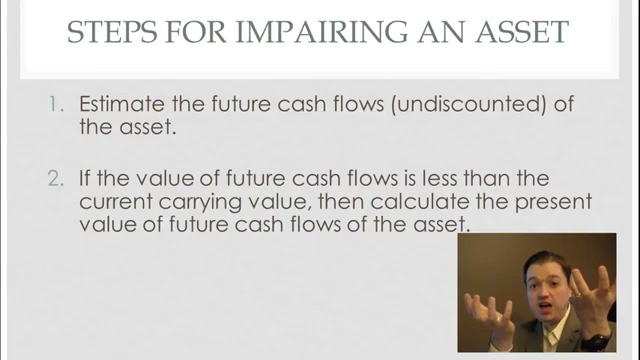 STEPS FOR IMPAIRING AN ASSET
1. Estimate the future cash flows (undiscounted) of
the asset.
2. If the value of future cash flows is less than the
current carrying value, then calculate the present
value of future cash flows of the asset.